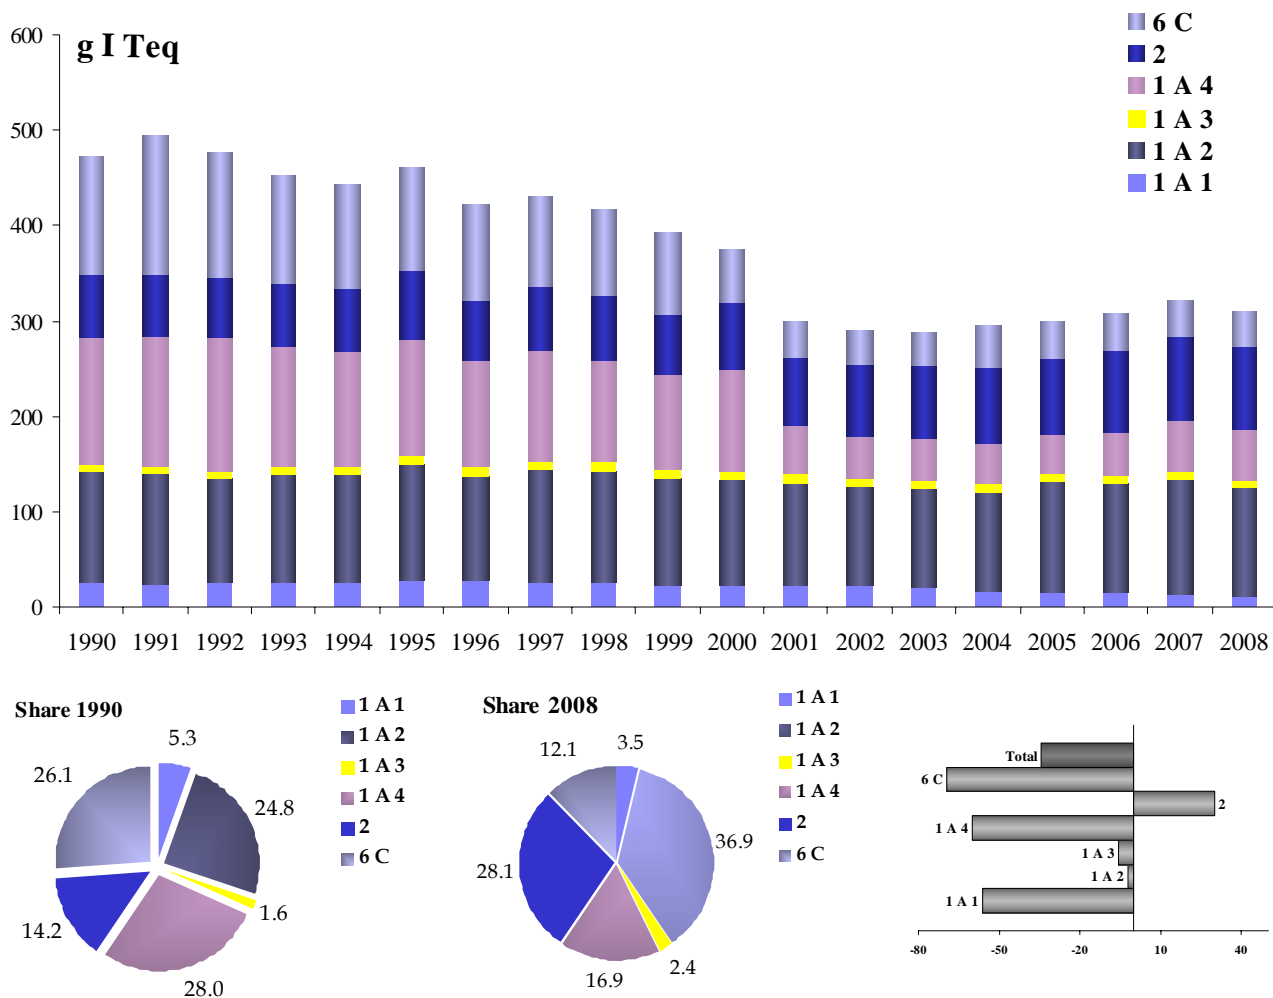 g I Teq
600
500
400
300
200
100
0
1990 1991 1992 1993 1994 1995 1996 1997 1998 1999 2000 2001 2002 2003 2004 2005 2006 2007 2008
6 C
2
1 A 4
1 A 3
1 A 2
1 A 1
Share 1990
5.3
24.8
1.6
28.0
14.2
26.1
1 A 1
1 A 2
1 A 3
1 A 4
2
6 C
Share 2008
3.5
36.9
2.4
16.9
28.1
12.1
1 A 1
1 A 2
1 A 3
1 A 4
2
6 C
Total
6 C
2
1 A 4
1 A 3
1 A 2
1 A 1
-80 -50 -20 10 40